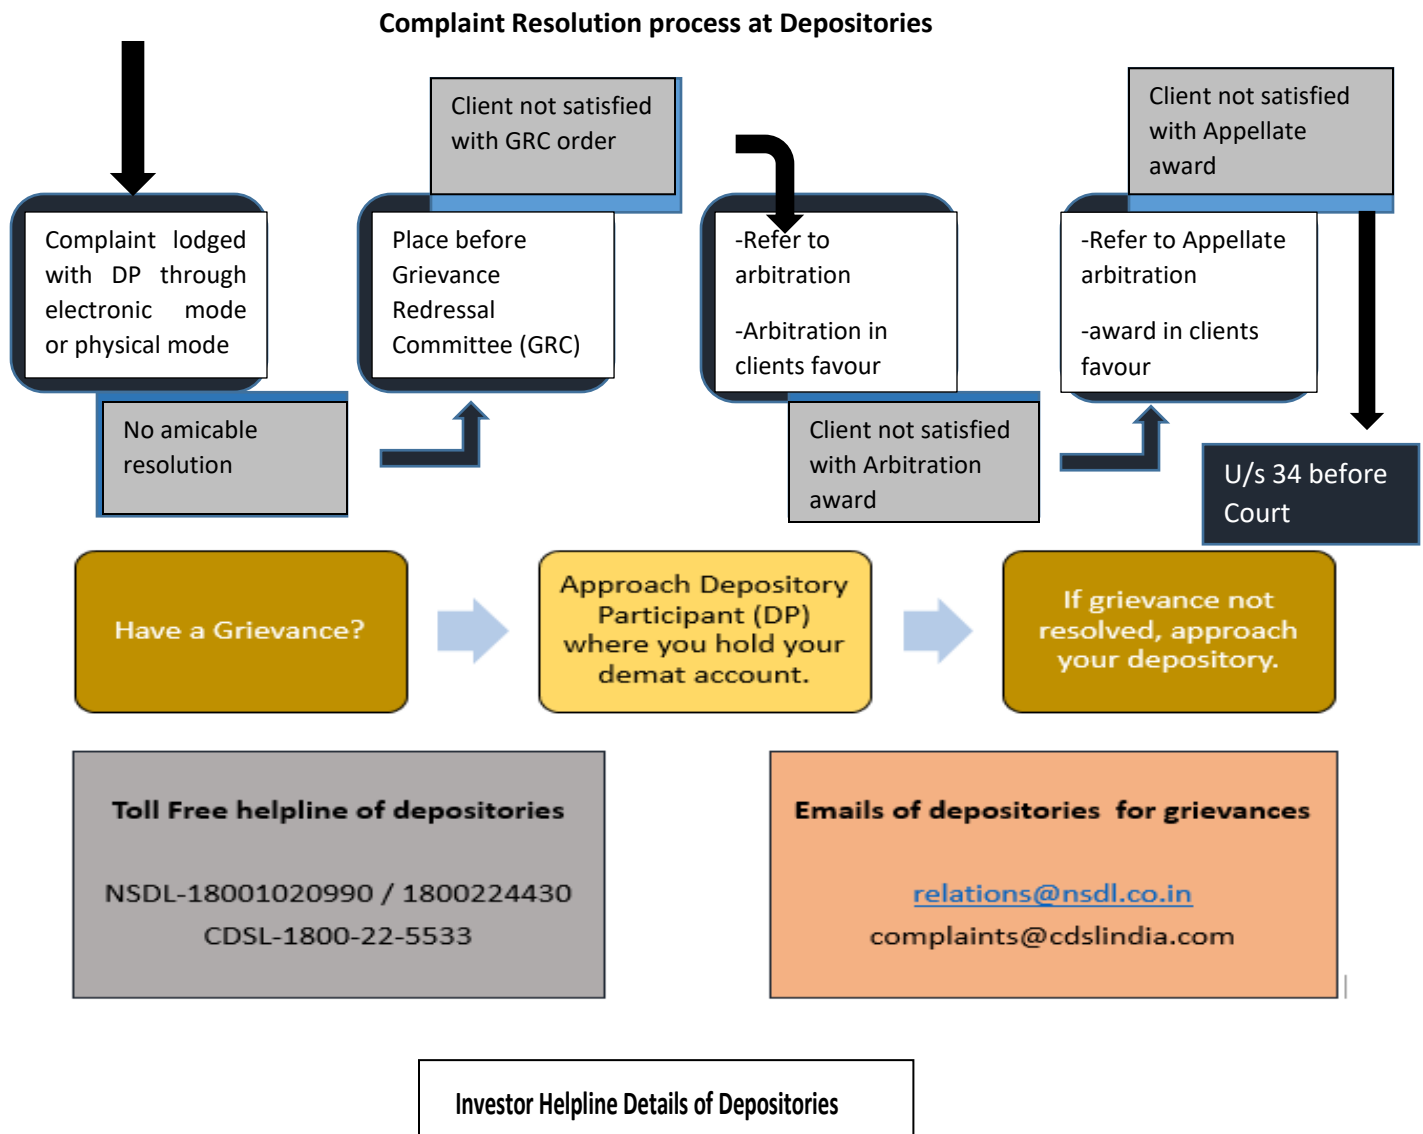 Complaint Resolution process at Depositories
Complaint lodged
with DP through
electronic mode
or physical mode
No amicable
resolution
Place before
Grievance
Redressal
Committee (GRC)
Client not satisfied
with GRC order
-Refer to
arbitration
-Arbitration in
clients favour
Client not satisfied
with Arbitration
award
-Refer to Appellate
arbitration
-award in clients
favour
Client not satisfied
with Appellate
award
U/s 34 before
Court
Have a Grievance?
Approach Depository
Participant (DP)
where you hold your
demat account.
If grievance not
resolved, approach
your depository.
Toll Free helpline of depositories
NSDL-18001020990 / 1800224430
CDSL-1800-22-5533
Emails of depositories for grievances
relations@nsdl.co.in
complaints@cdslindia.com
Investor Helpline Details of Depositories